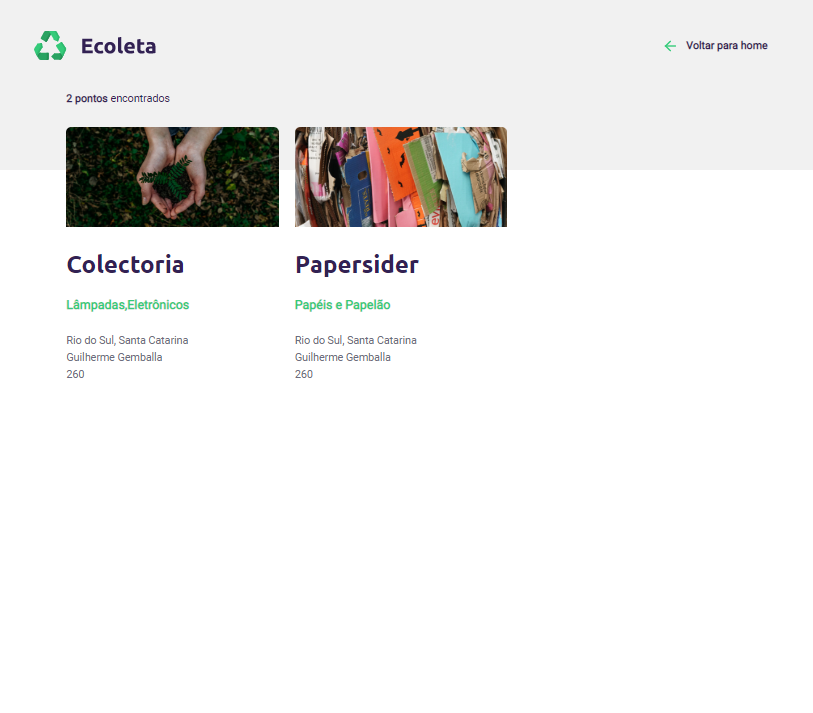 Ecoleta
Voltar para home
2 pontos encontrados
Colectoria
Lâmpadas,Eletrônicos
Rio do Sul, Santa Catarina
Guilherme Gemballa
260
Papersider
Papéis e Papelão
Rio do Sul, Santa Catarina
Guilherme Gemballa
260